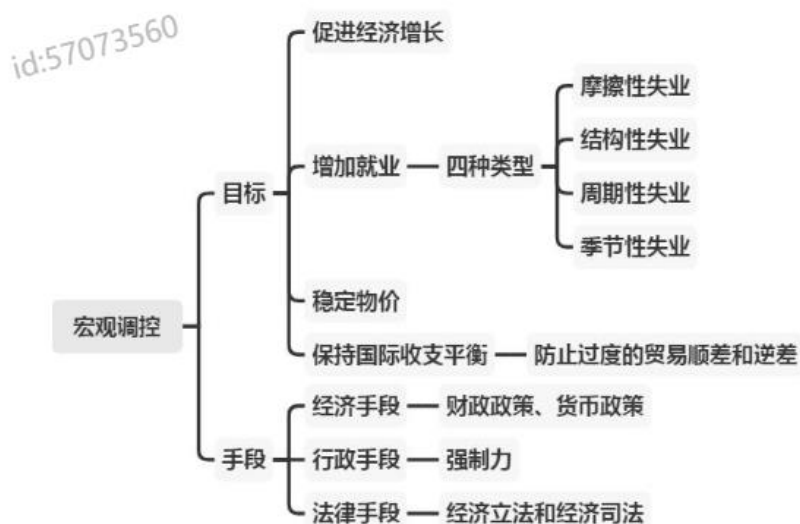 id:57073560
促进经济增长
摩擦性失业
结构性失业
增加就业 四种类型
周期性失业
目标
季节性失业
稳定物价
宏观调控
保持国际收支平衡 防止过度的贸易顺差和逆差
经济手段 财政政策、货币政策
手段 行政手段 强制力
法律手段 经济立法和经济司法